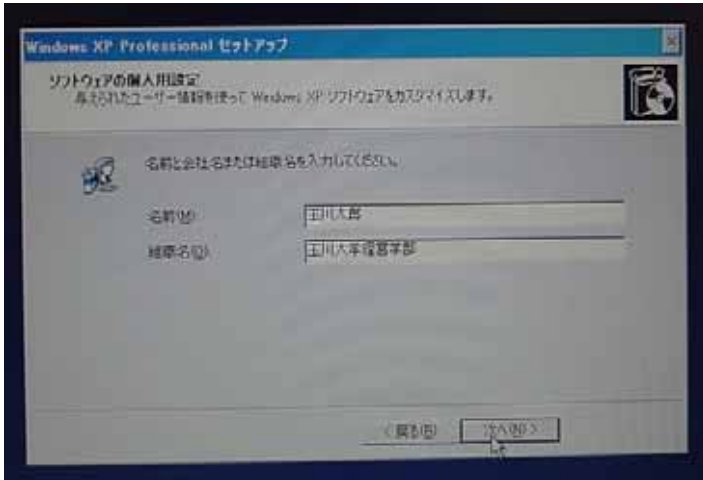 Windows XP Professional セットアップ
ソフトウェアの個人用設定
与えられたユーザー情報を使って Windows XP ソフトウェアをカスタマイズします。
名前と会社名または組織名を入力してください。
名前(M):
玉川太郎
組織名(O):
玉川大学経営学部
< 戻る(B)
次へ(N) >